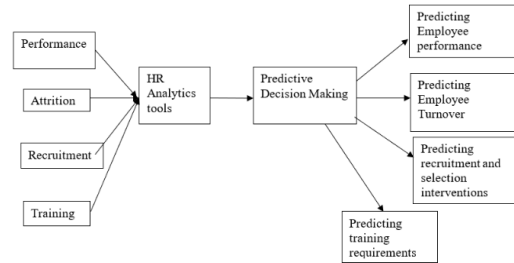 Performance
Attrition
Recruitment
Training
HR
Analytics
tools
Predictive
Decision Making
Predicting
Employee
performance
Predicting
Employee
Turnover
Predicting
recruitment and
selection
interventions
Predicting
training
requirements